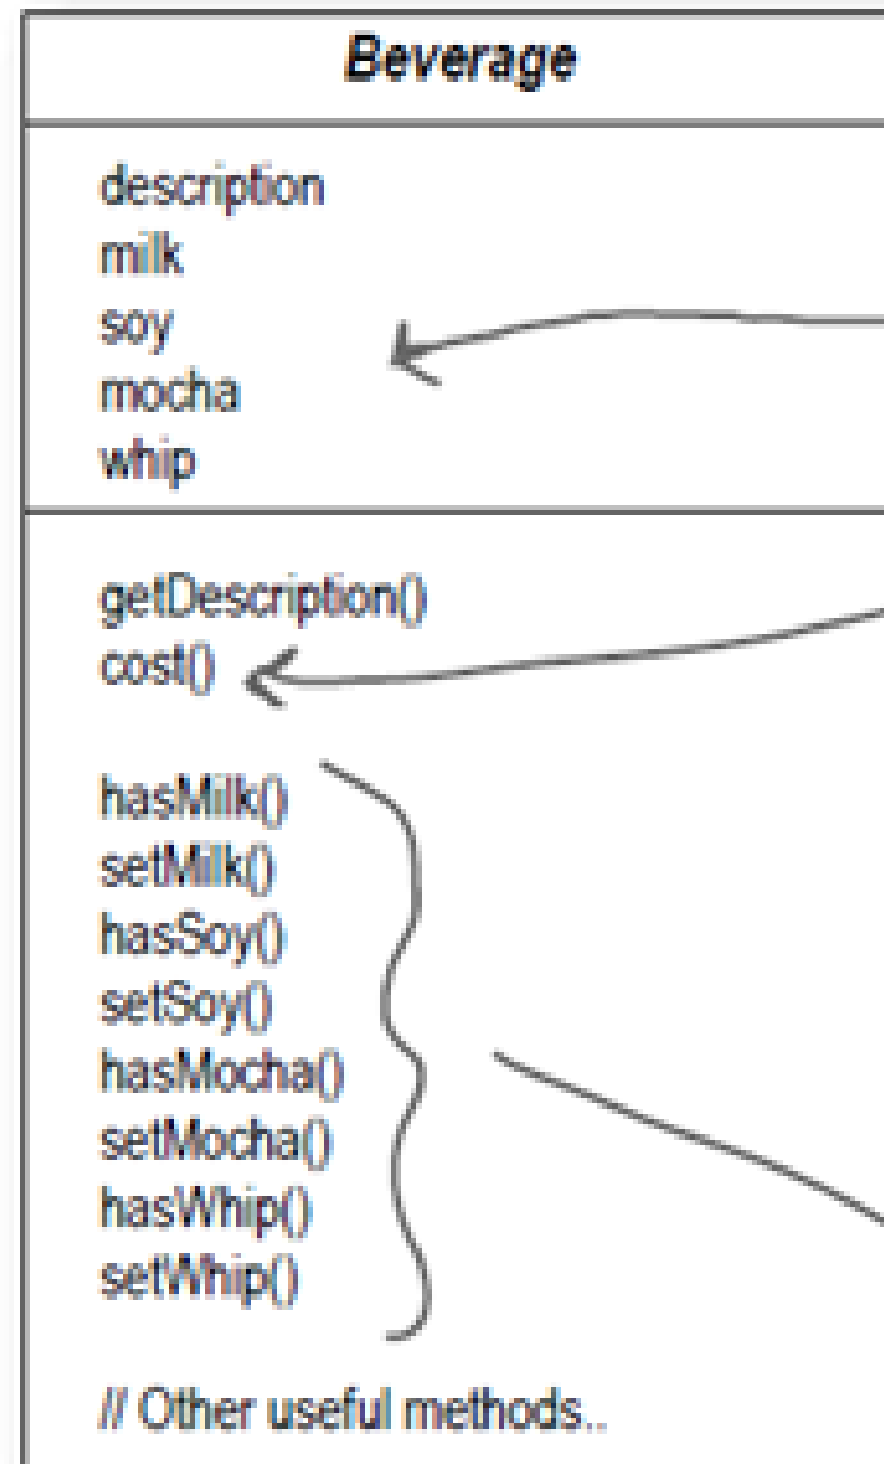 Beverage
description
milk
soy
mocha
whip
getDescription()
cost()
hasMilk()
setMilk()
hasSoy()
setSoy()
hasMocha()
setMocha()
hasWhip()
setWhip()
// Other useful methods..